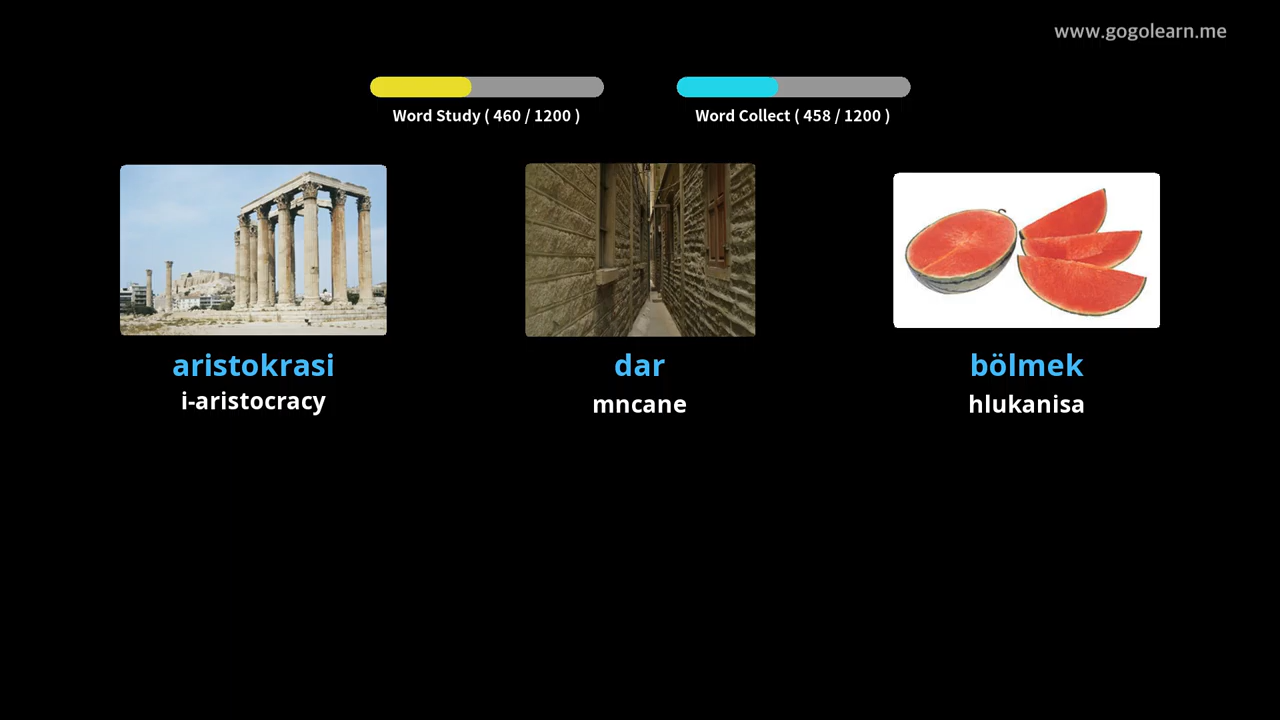 www.gogolearn.me
Word Study ( 460 / 1200 )
Word Collect ( 458 / 1200 )
aristokrasi
i-aristocracy
dar
mncane
bölmek
hlukanisa